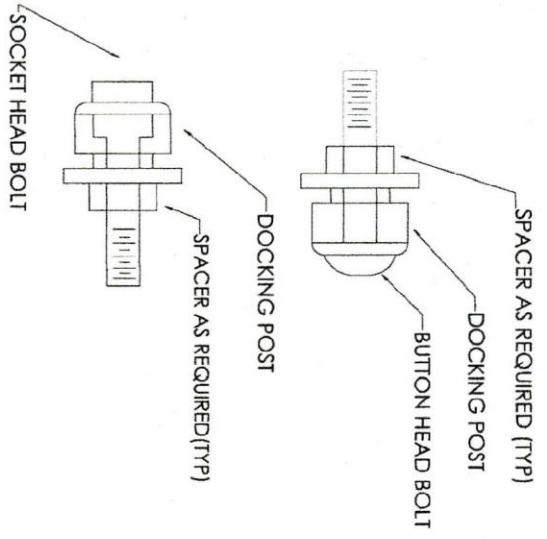 SPACER AS REQUIRED (TYP)
DOCKING POST
BUTTON HEAD BOLT
DOCKING POST
SPACER AS REQUIRED(TYP)
SOCKET HEAD BOLT